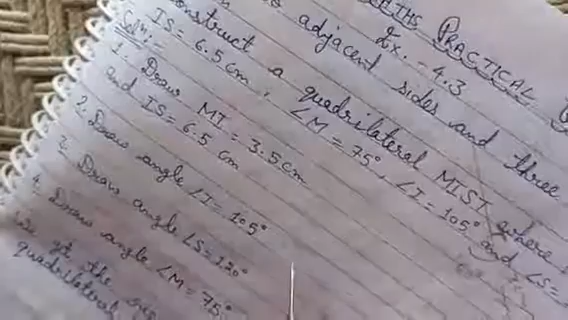 MATHS PRACTICAL
Ex. - 4.3
adjacent sides and three
Construct a quadrilateral MIST where
IS = 6.5 cm, ∠M = 75°, ∠I = 105° and ∠S =
Soln:-
1. Draw MI = 3.5 cm
and IS = 6.5 cm
2. Draw angle ∠I = 105°
3. Draw angle ∠S = 120°
4. Draw angle ∠M = 75°
We get the
quadrilateral